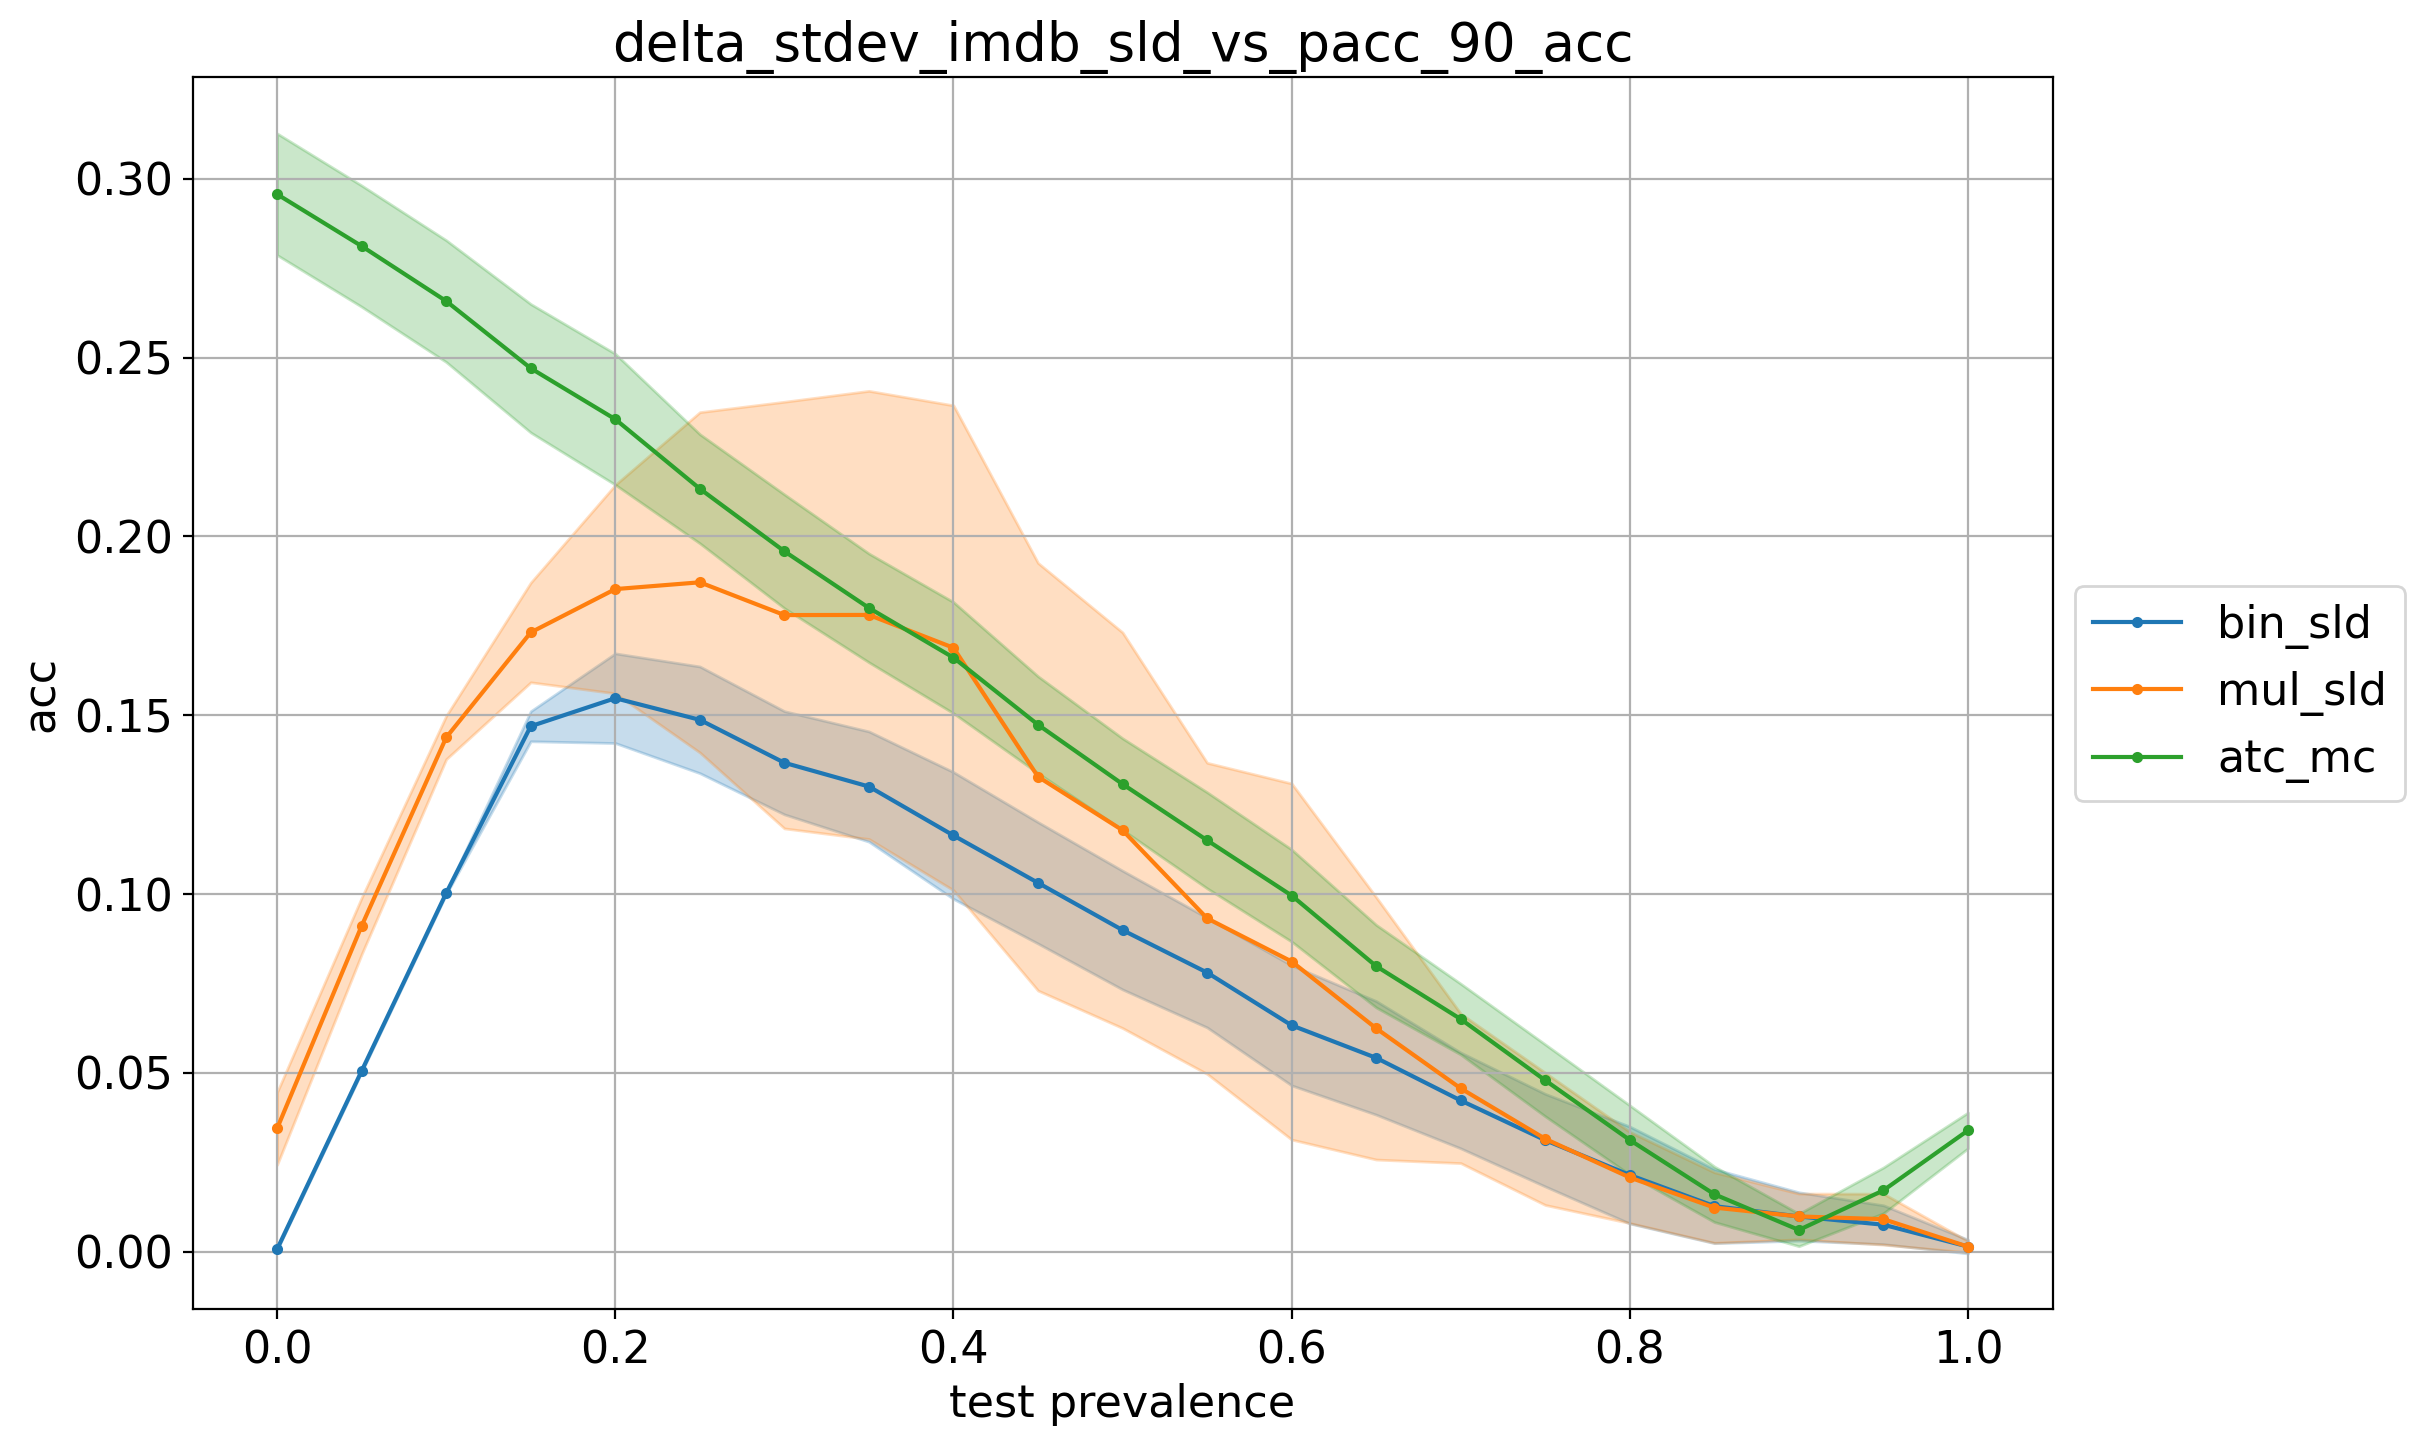 delta_stdev_imdb_sld_vs_pacc_90_acc
acc
0.30
0.25
0.20
0.15
0.10
0.05
0.00
0.0 0.2 0.4 0.6 0.8 1.0
test prevalence
bin_sld
mul_sld
atc_mc